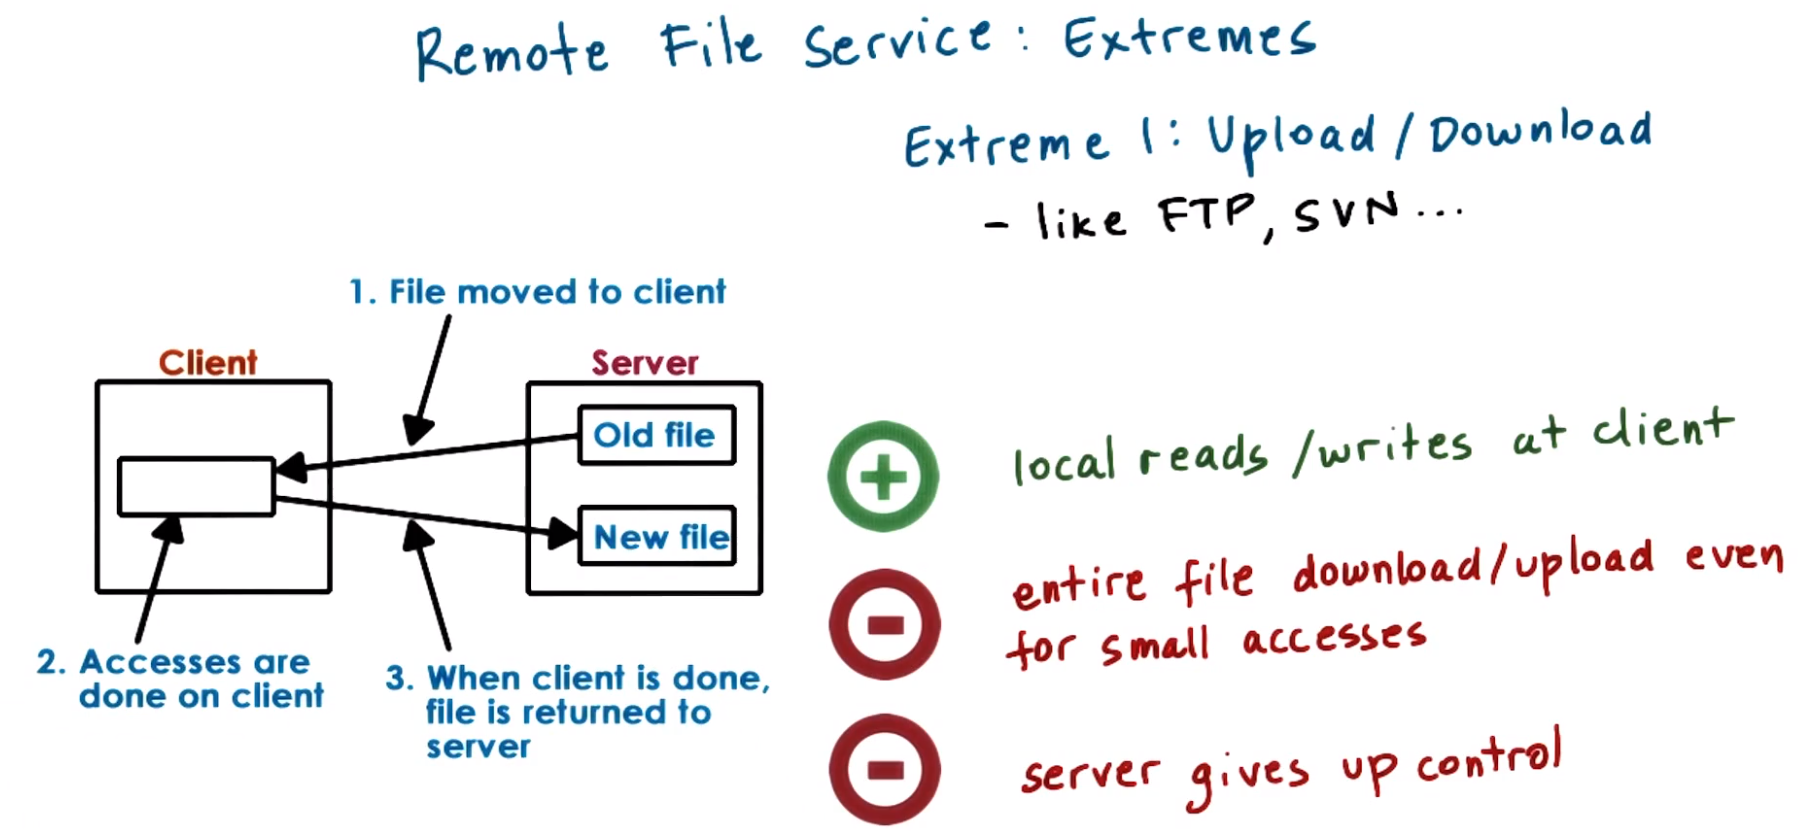 Remote File Service: Extremes
Extreme 1: Upload / Download
- like FTP, SVN...
1. File moved to client
Client
Server
Old file
New file
2. Accesses are
done on client
3. When client is done,
file is returned to
server
local reads /writes at client
entire file download/upload even
for small accesses
server gives up control